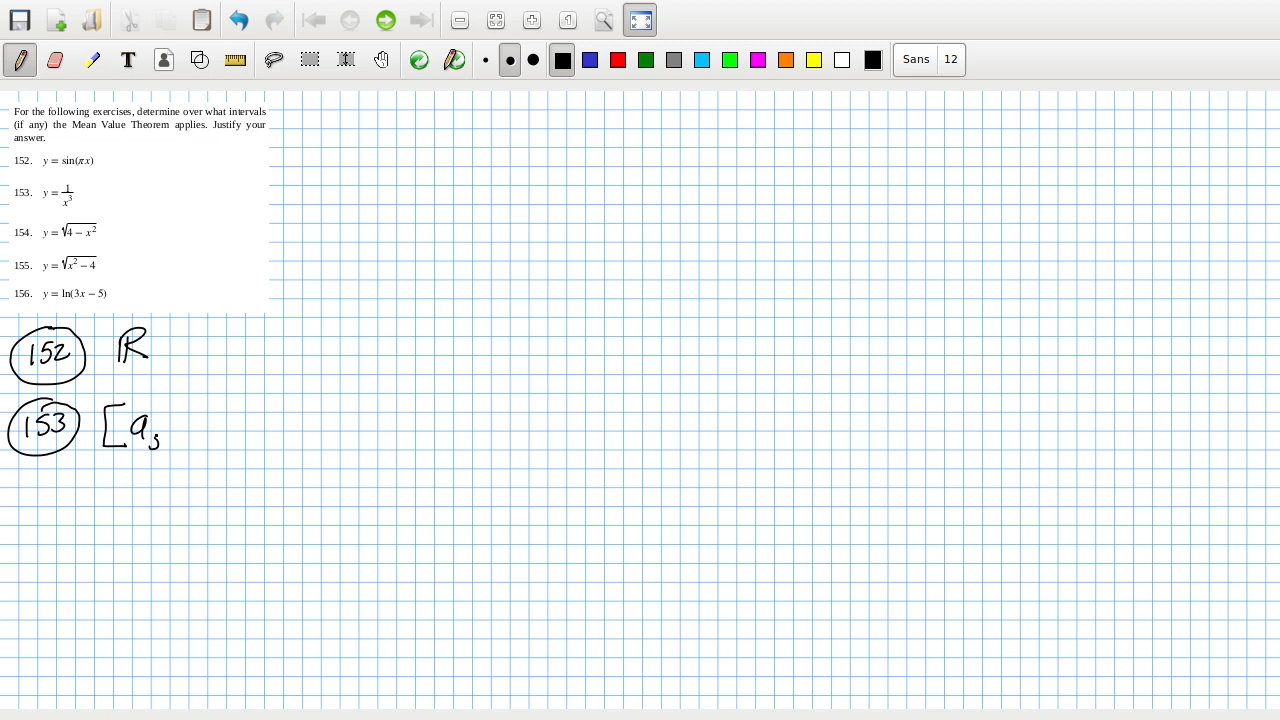 Sans 12
For the following exercises, determine over what intervals
(if any) the Mean Value Theorem applies. Justify your
answer.
152. y = sin(πx)
153. y = 1/x³
154. y = √(4 − x²)
155. y = √(x² − 4)
156. y = ln(3x − 5)
152 ℝ
153 [a,